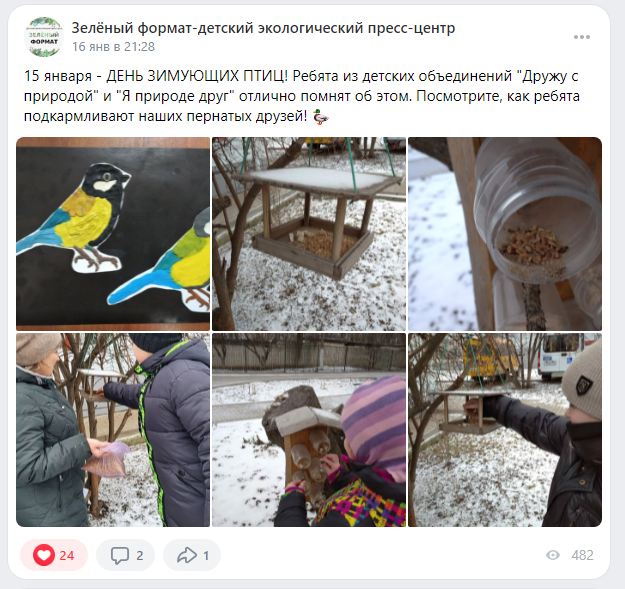 Зелёный формат-детский экологический пресс-центр
16 янв в 21:28
15 января - ДЕНЬ ЗИМУЮЩИХ ПТИЦ! Ребята из детских объединений "Дружу с
природой" и "Я природе друг" отлично помнят об этом. Посмотрите, как ребята
подкармливают наших пернатых друзей!
ЗЕЛЁНЫЙ
ФОРМАТ
24
2
1
482